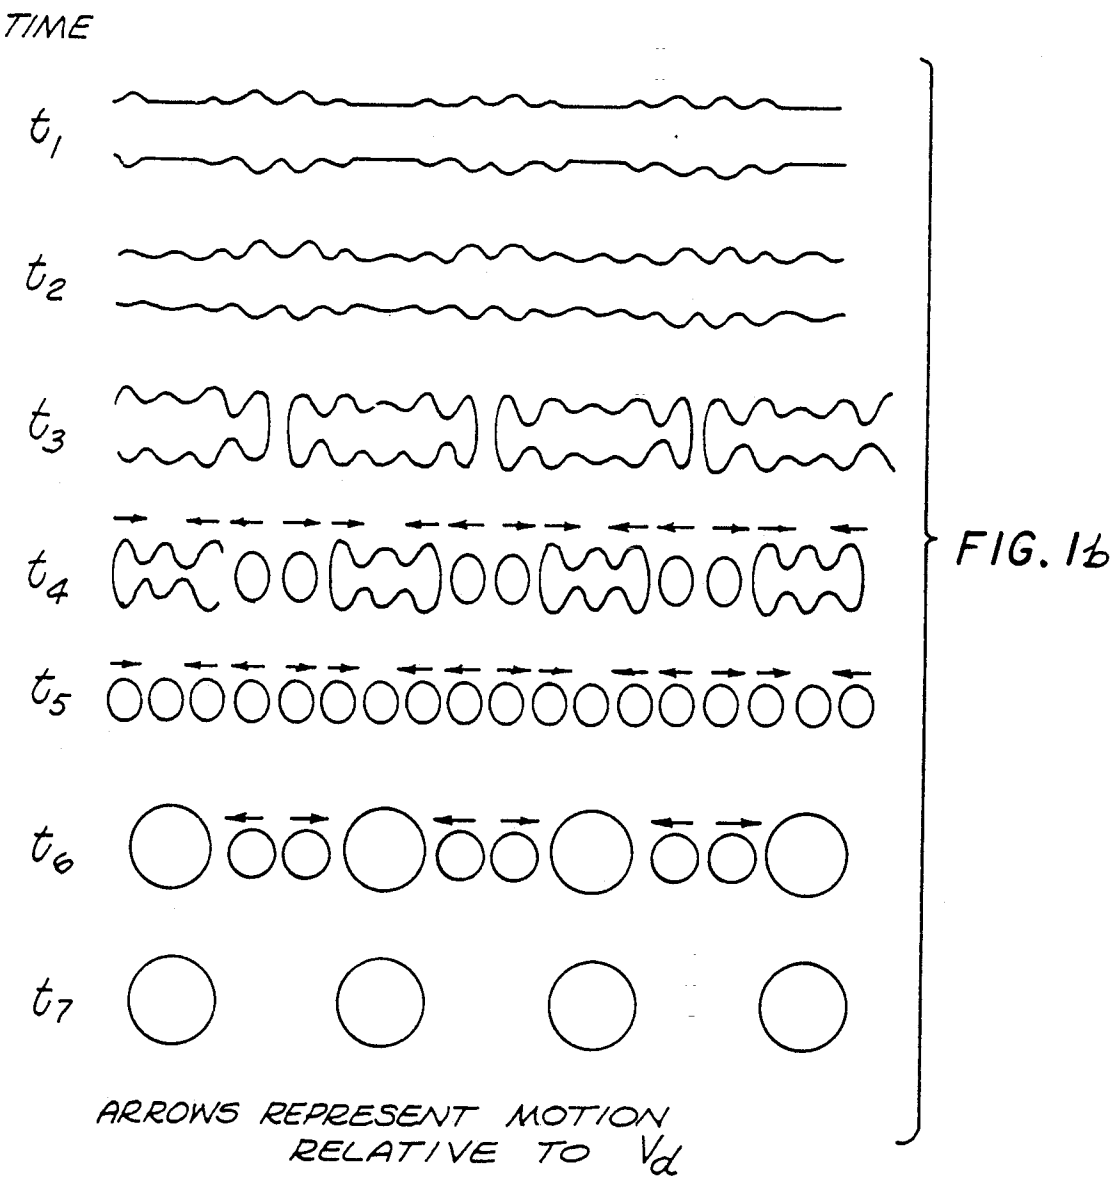 TIME
t1
t2
t3
t4
t5
t6
t7
FIG. 1b
ARROWS REPRESENT MOTION
RELATIVE TO Vd